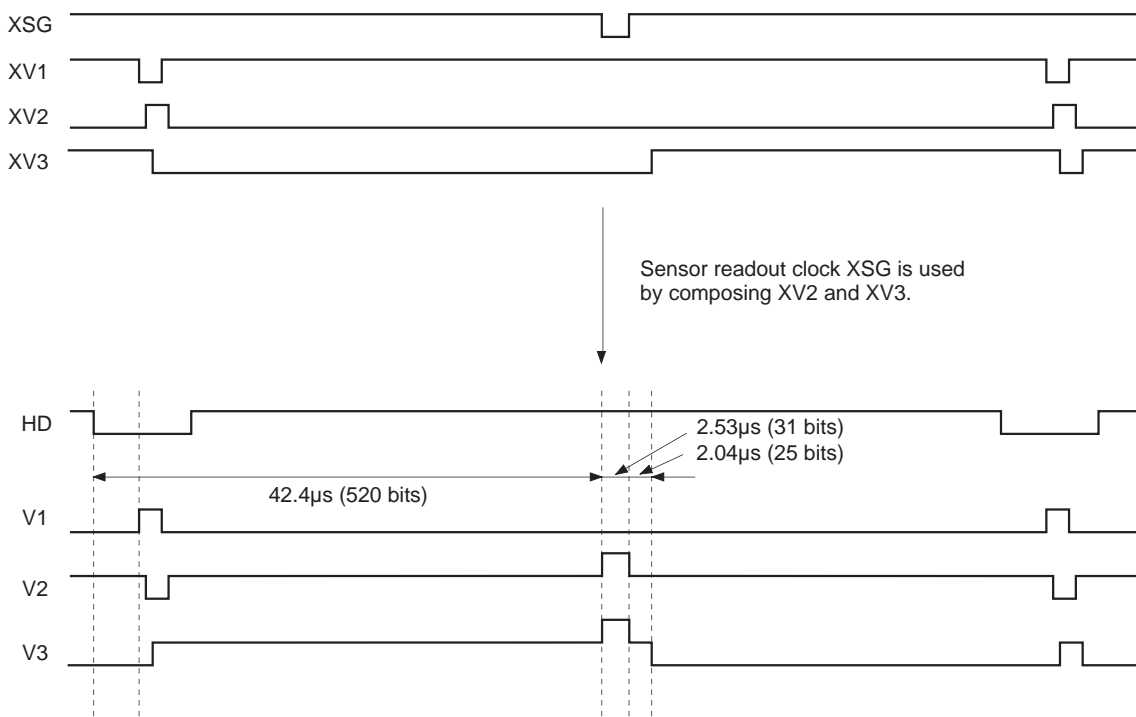 XSG
XV1
XV2
XV3
Sensor readout clock XSG is used
by composing XV2 and XV3.
HD
2.53µs (31 bits)
2.04µs (25 bits)
42.4µs (520 bits)
V1
V2
V3